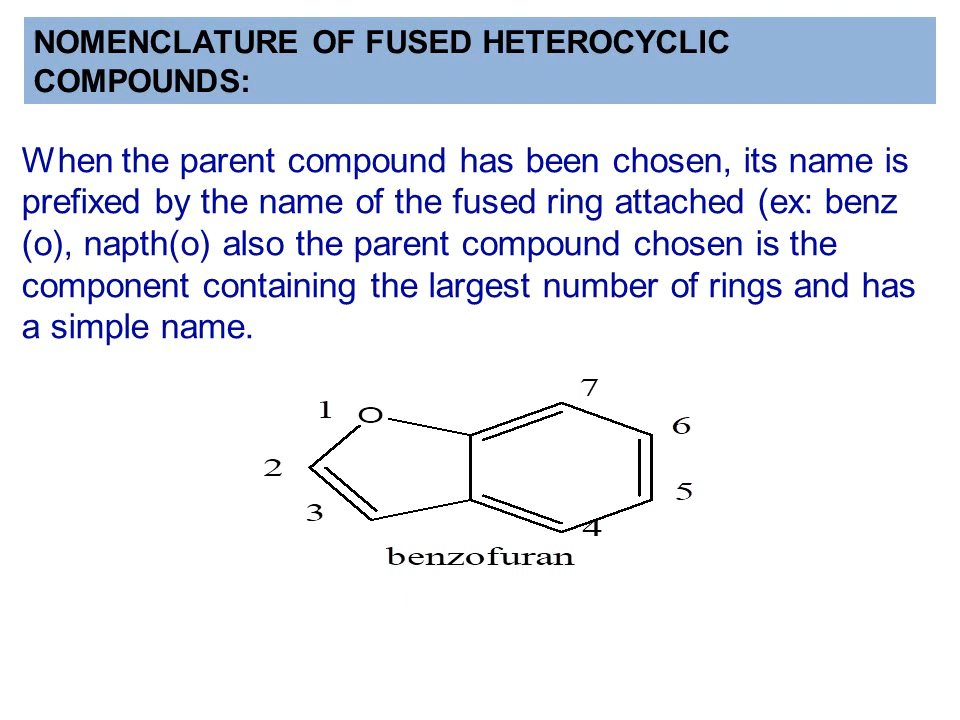 NOMENCLATURE OF FUSED HETEROCYCLIC
COMPOUNDS:
When the parent compound has been chosen, its name is
prefixed by the name of the fused ring attached (ex: benz
(o), napth(o) also the parent compound chosen is the
component containing the largest number of rings and has
a simple name.
7
1 O
6
2
5
3
4
benzofuran